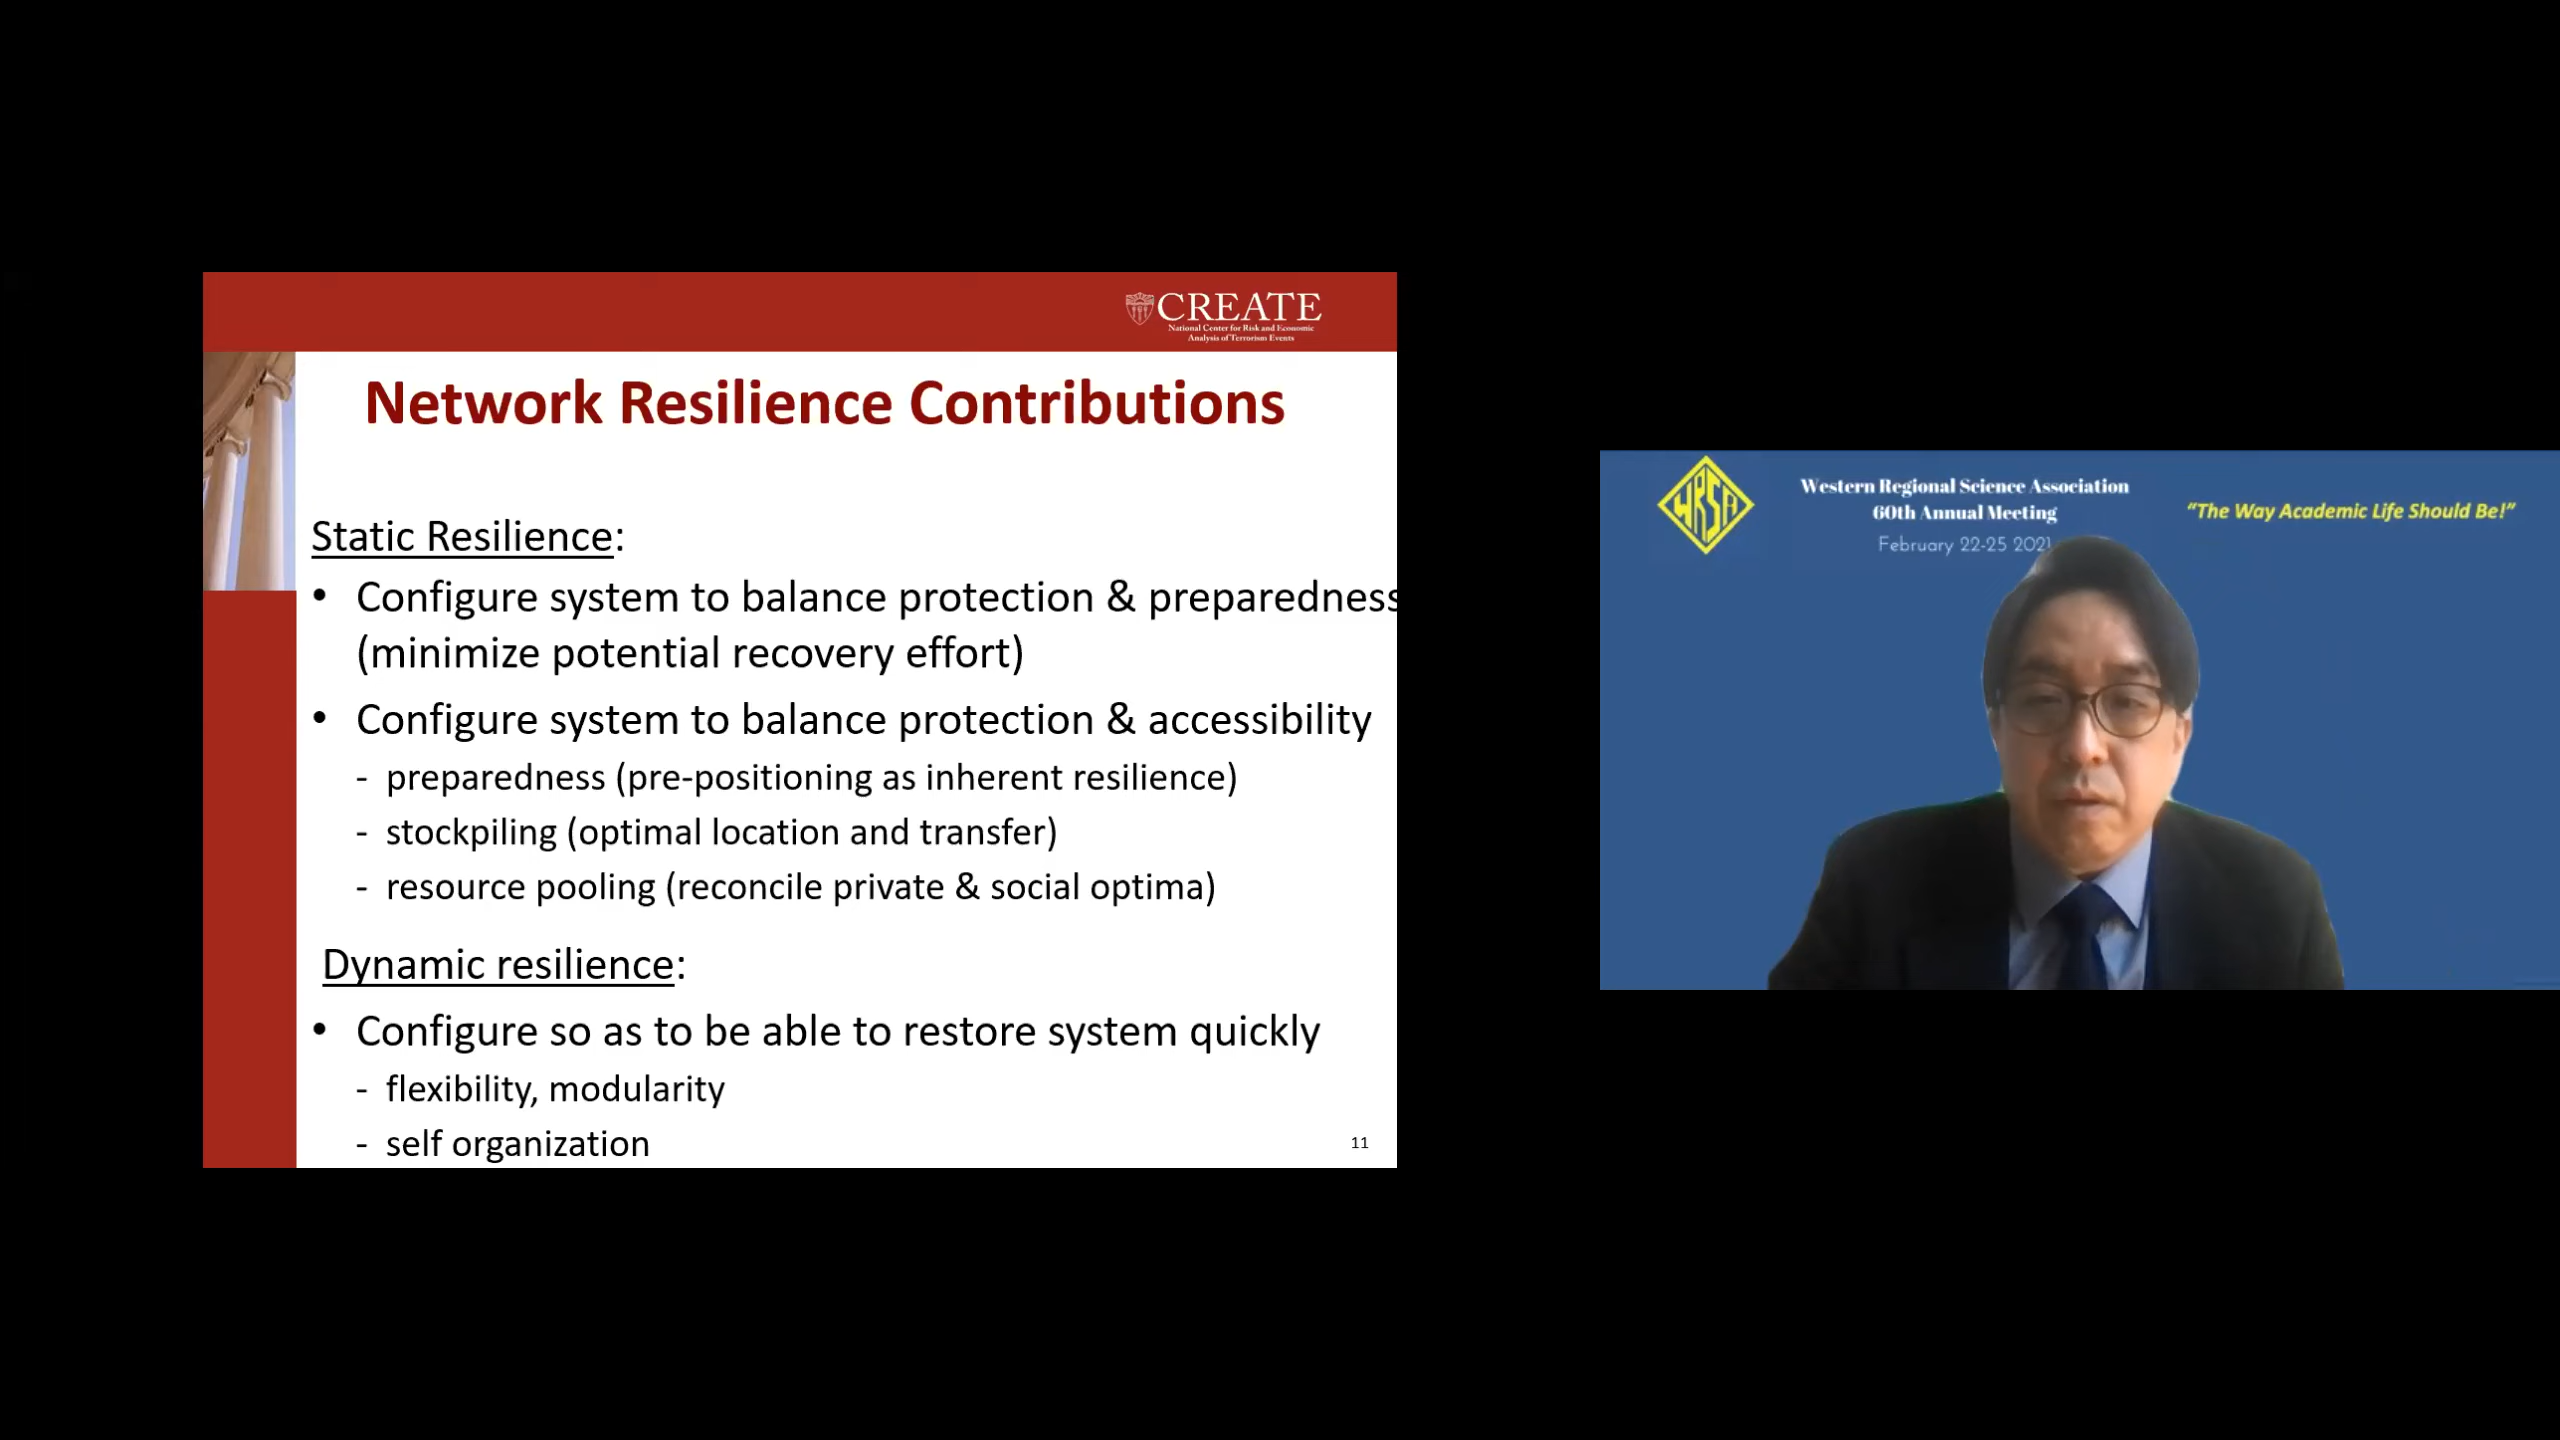 CREATE
National Center for Risk and Economic
Analysis of Terrorism Events
Network Resilience Contributions
Static Resilience:
• Configure system to balance protection & preparedness
(minimize potential recovery effort)
• Configure system to balance protection & accessibility
- preparedness (pre-positioning as inherent resilience)
- stockpiling (optimal location and transfer)
- resource pooling (reconcile private & social optima)
Dynamic resilience:
• Configure so as to be able to restore system quickly
- flexibility, modularity
- self organization
11
WRSA
Western Regional Science Association
60th Annual Meeting
February 22-25 2021
“The Way Academic Life Should Be!”